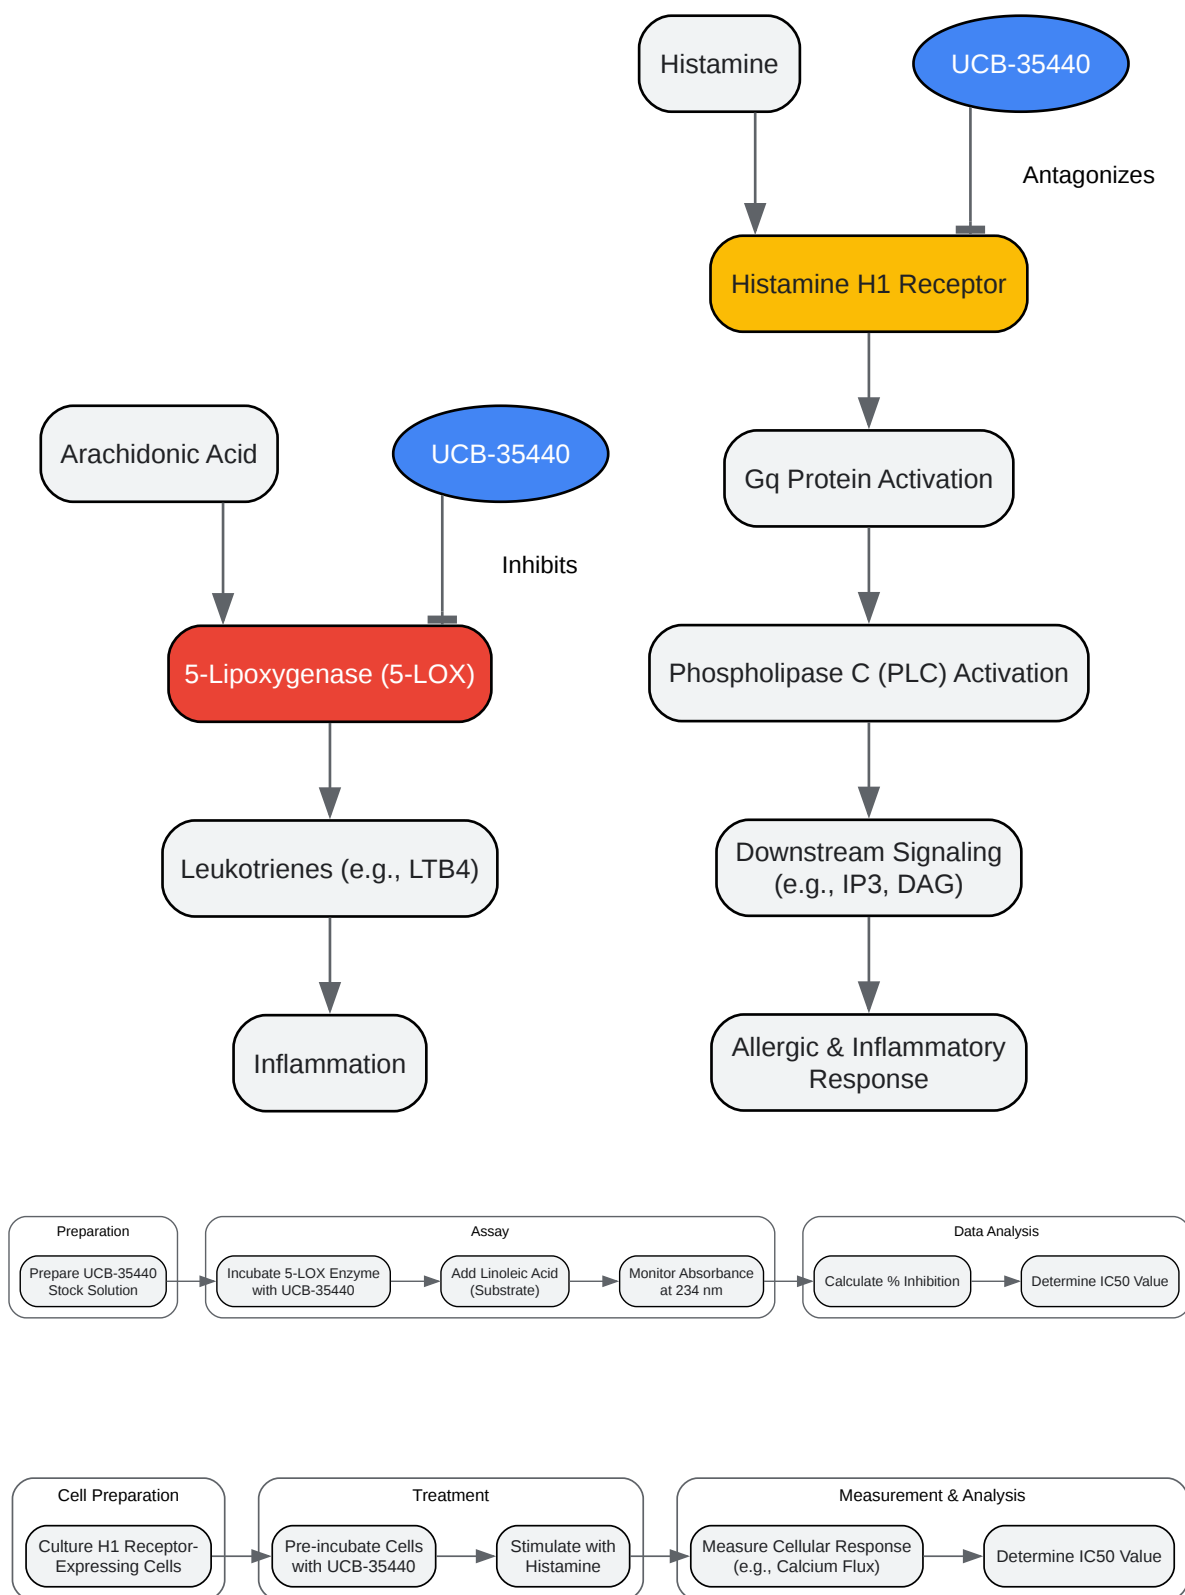 Histamine
UCB-35440
Antagonizes
Histamine H1 Receptor
Arachidonic Acid
UCB-35440
Gq Protein Activation
Inhibits
5-Lipoxygenase (5-LOX)
Phospholipase C (PLC) Activation
Leukotrienes (e.g., LTB4)
Downstream Signaling
(e.g., IP3, DAG)
Inflammation
Allergic & Inflammatory
Response
Preparation
Prepare UCB-35440
Stock Solution
Assay
Incubate 5-LOX Enzyme
with UCB-35440
Add Linoleic Acid
(Substrate)
Monitor Absorbance
at 234 nm
Data Analysis
Calculate % Inhibition
Determine IC50 Value
Cell Preparation
Culture H1 Receptor-
Expressing Cells
Treatment
Pre-incubate Cells
with UCB-35440
Stimulate with
Histamine
Measurement & Analysis
Measure Cellular Response
(e.g., Calcium Flux)
Determine IC50 Value